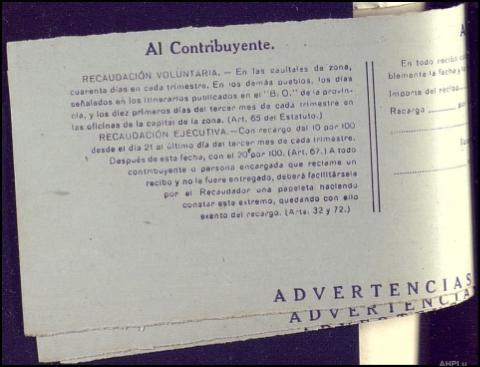 Al Contribuyente.
RECAUDACIÓN VOLUNTARIA. — En las capitales de zona,
cuarenta días en cada trimestre. En los demás pueblos, los días
señalados en los itinerarios publicados en el "B. O." de la provin-
cia, y los diez primeros días del tercer mes de cada trimestre en
las oficinas de la capital de la zona. (Art. 65 del Estatuto.)
RECAUDACIÓN EJECUTIVA.—Con recargo del 10 por 100
desde el día 21 al último día del tercer mes de cada trimestre.
Después de esta fecha, con el 20 por 100. (Art. 67.) A todo
contribuyente o persona encargada que reclame un
recibo y no le fuere entregado, deberá facilitársele
por el Recaudador una papeleta haciendo
constar este extremo, quedando con ello
exento del recargo. (Arts. 32 y 72.)
A
En todo recibo
blemente la fecha y
Importe del recibo
Recargo
ADVERTENCIAS
ADVERTENCIA
ADVERTENCIA
AHPLu